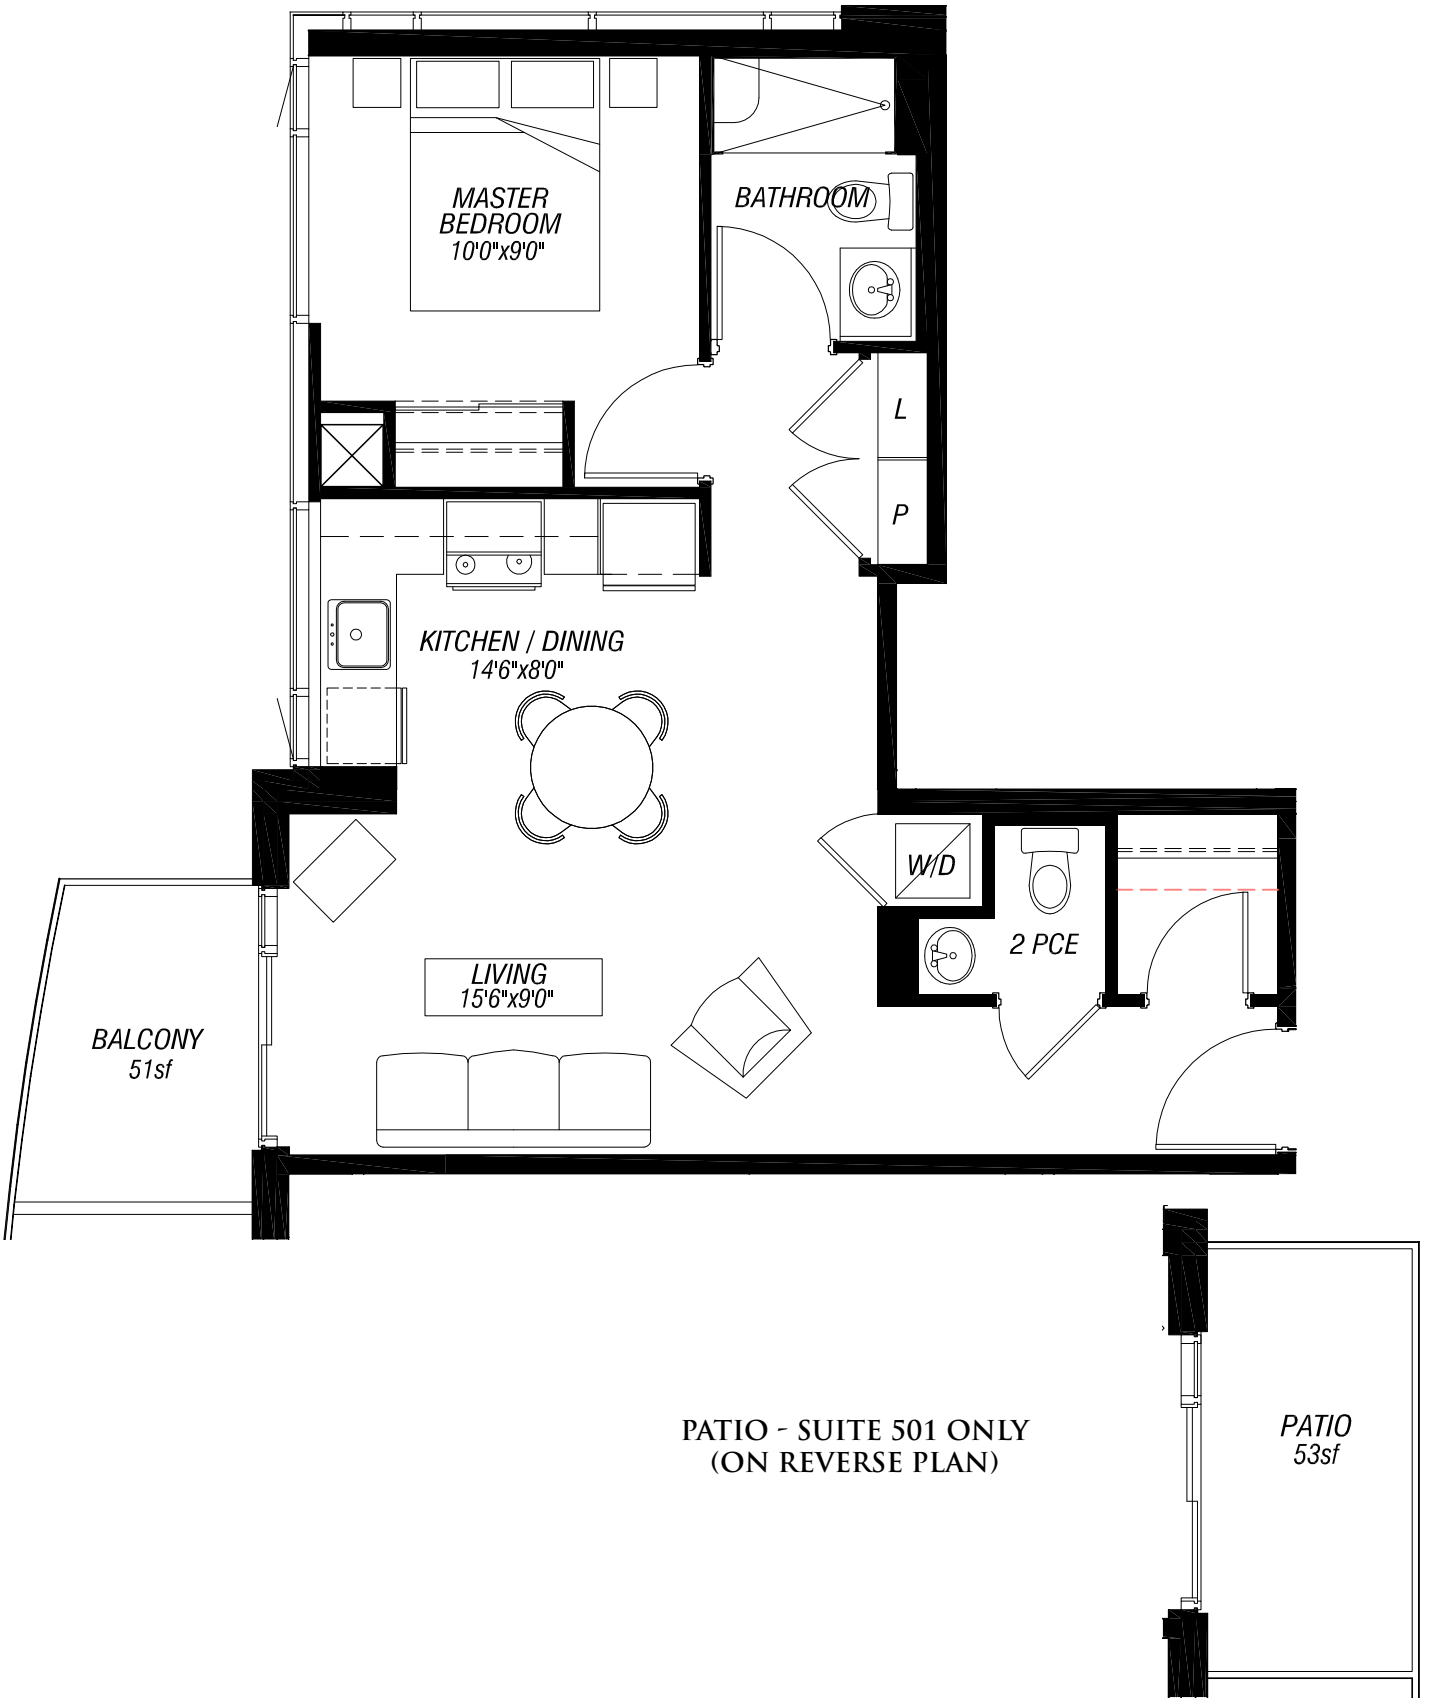 MASTER
BEDROOM
10'0"x9'0"
BATHROOM
L
P
KITCHEN / DINING
14'6"x8'0"
W/D
2 PCE
LIVING
15'6"x9'0"
BALCONY
51sf
PATIO - SUITE 501 ONLY
(ON REVERSE PLAN)
PATIO
53sf